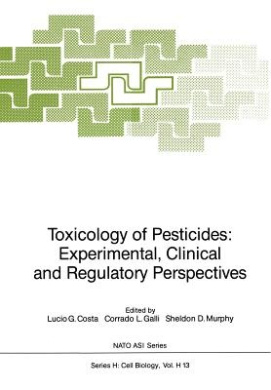 Toxicology of Pesticides:
Experimental, Clinical
and Regulatory Perspectives
Edited by
Lucio G. Costa Corrado L. Galli Sheldon D. Murphy
NATO ASI Series
Series H: Cell Biology, Vol. H 13